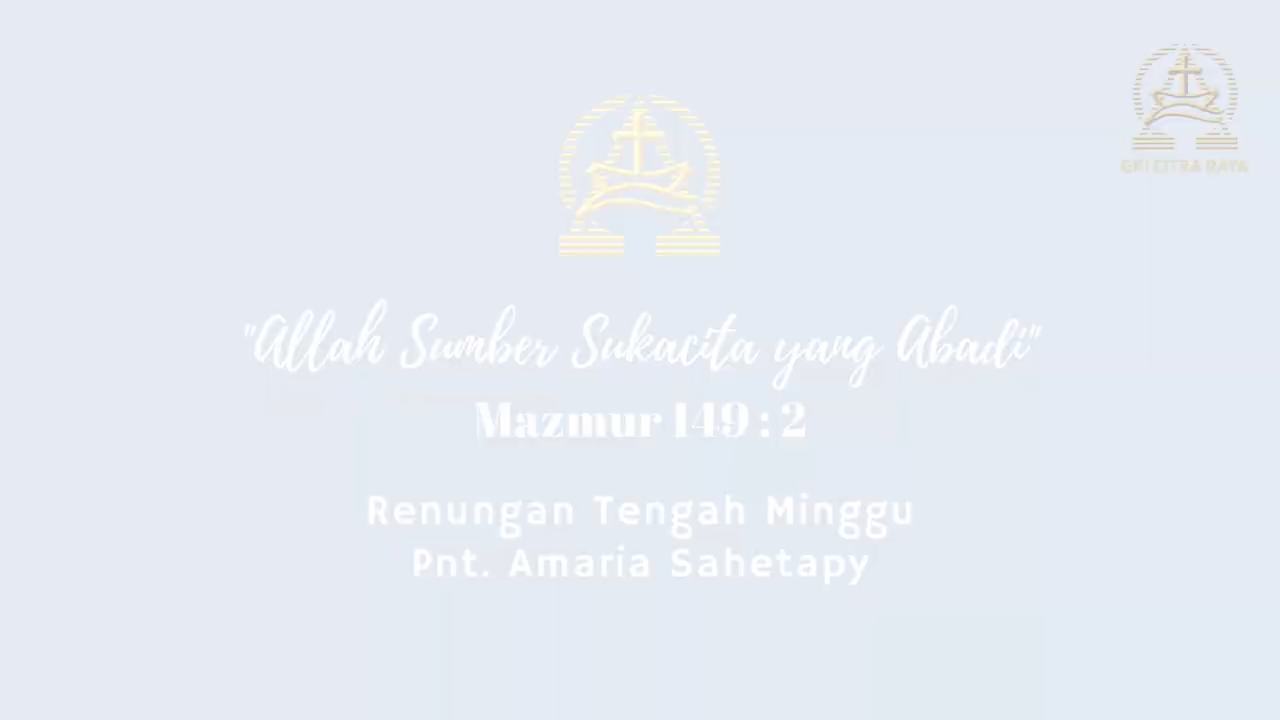 GKI CITRA RAYA
"Allah Sumber Sukacita yang Abadi"
Mazmur 149 : 2
Renungan Tengah Minggu
Pnt. Amaria Sahetapy